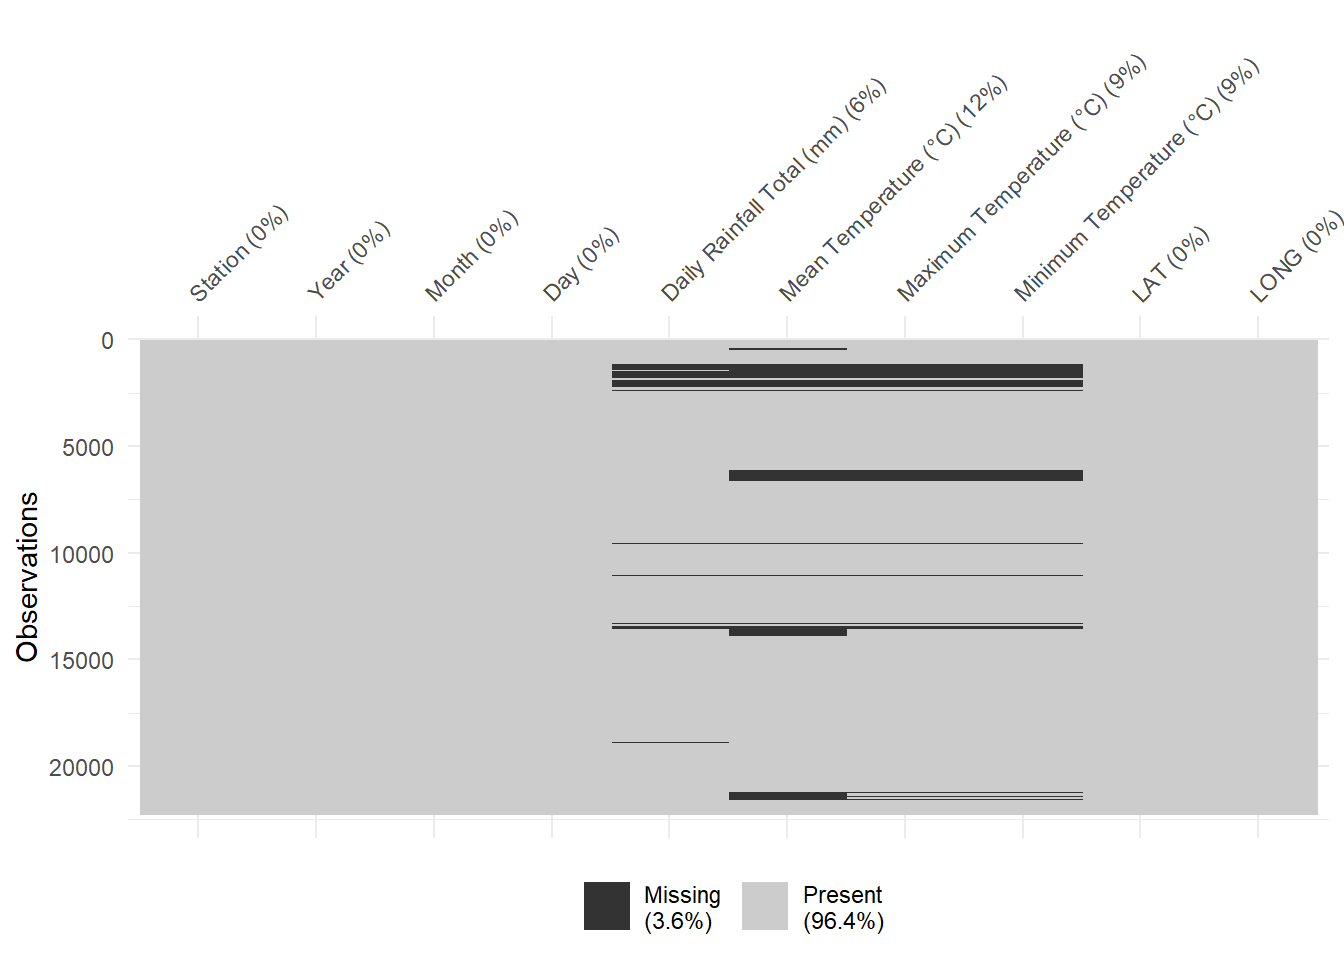 Station (0%)
Year (0%)
Month (0%)
Day (0%)
Daily Rainfall Total (mm) (6%)
Mean Temperature (°C) (12%)
Maximum Temperature (°C) (9%)
Minimum Temperature (°C) (9%)
LAT (0%)
LONG (0%)
0
5000
10000
15000
20000
Observations
Missing
(3.6%)
Present
(96.4%)